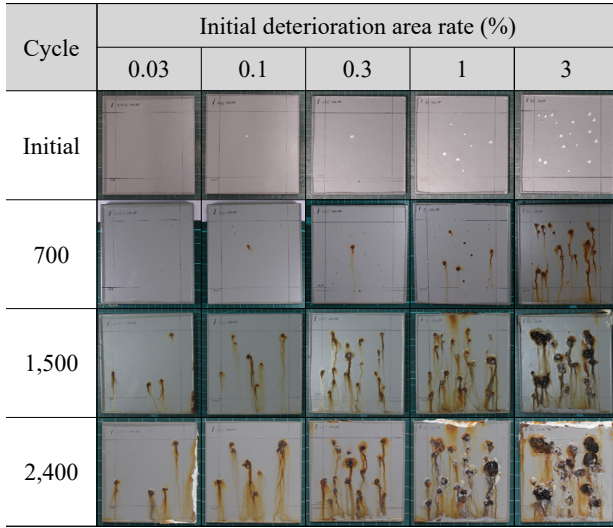 Cycle
Initial deterioration area rate (%)
0.03 0.1 0.3 1 3
Initial
700
1,500
2,400